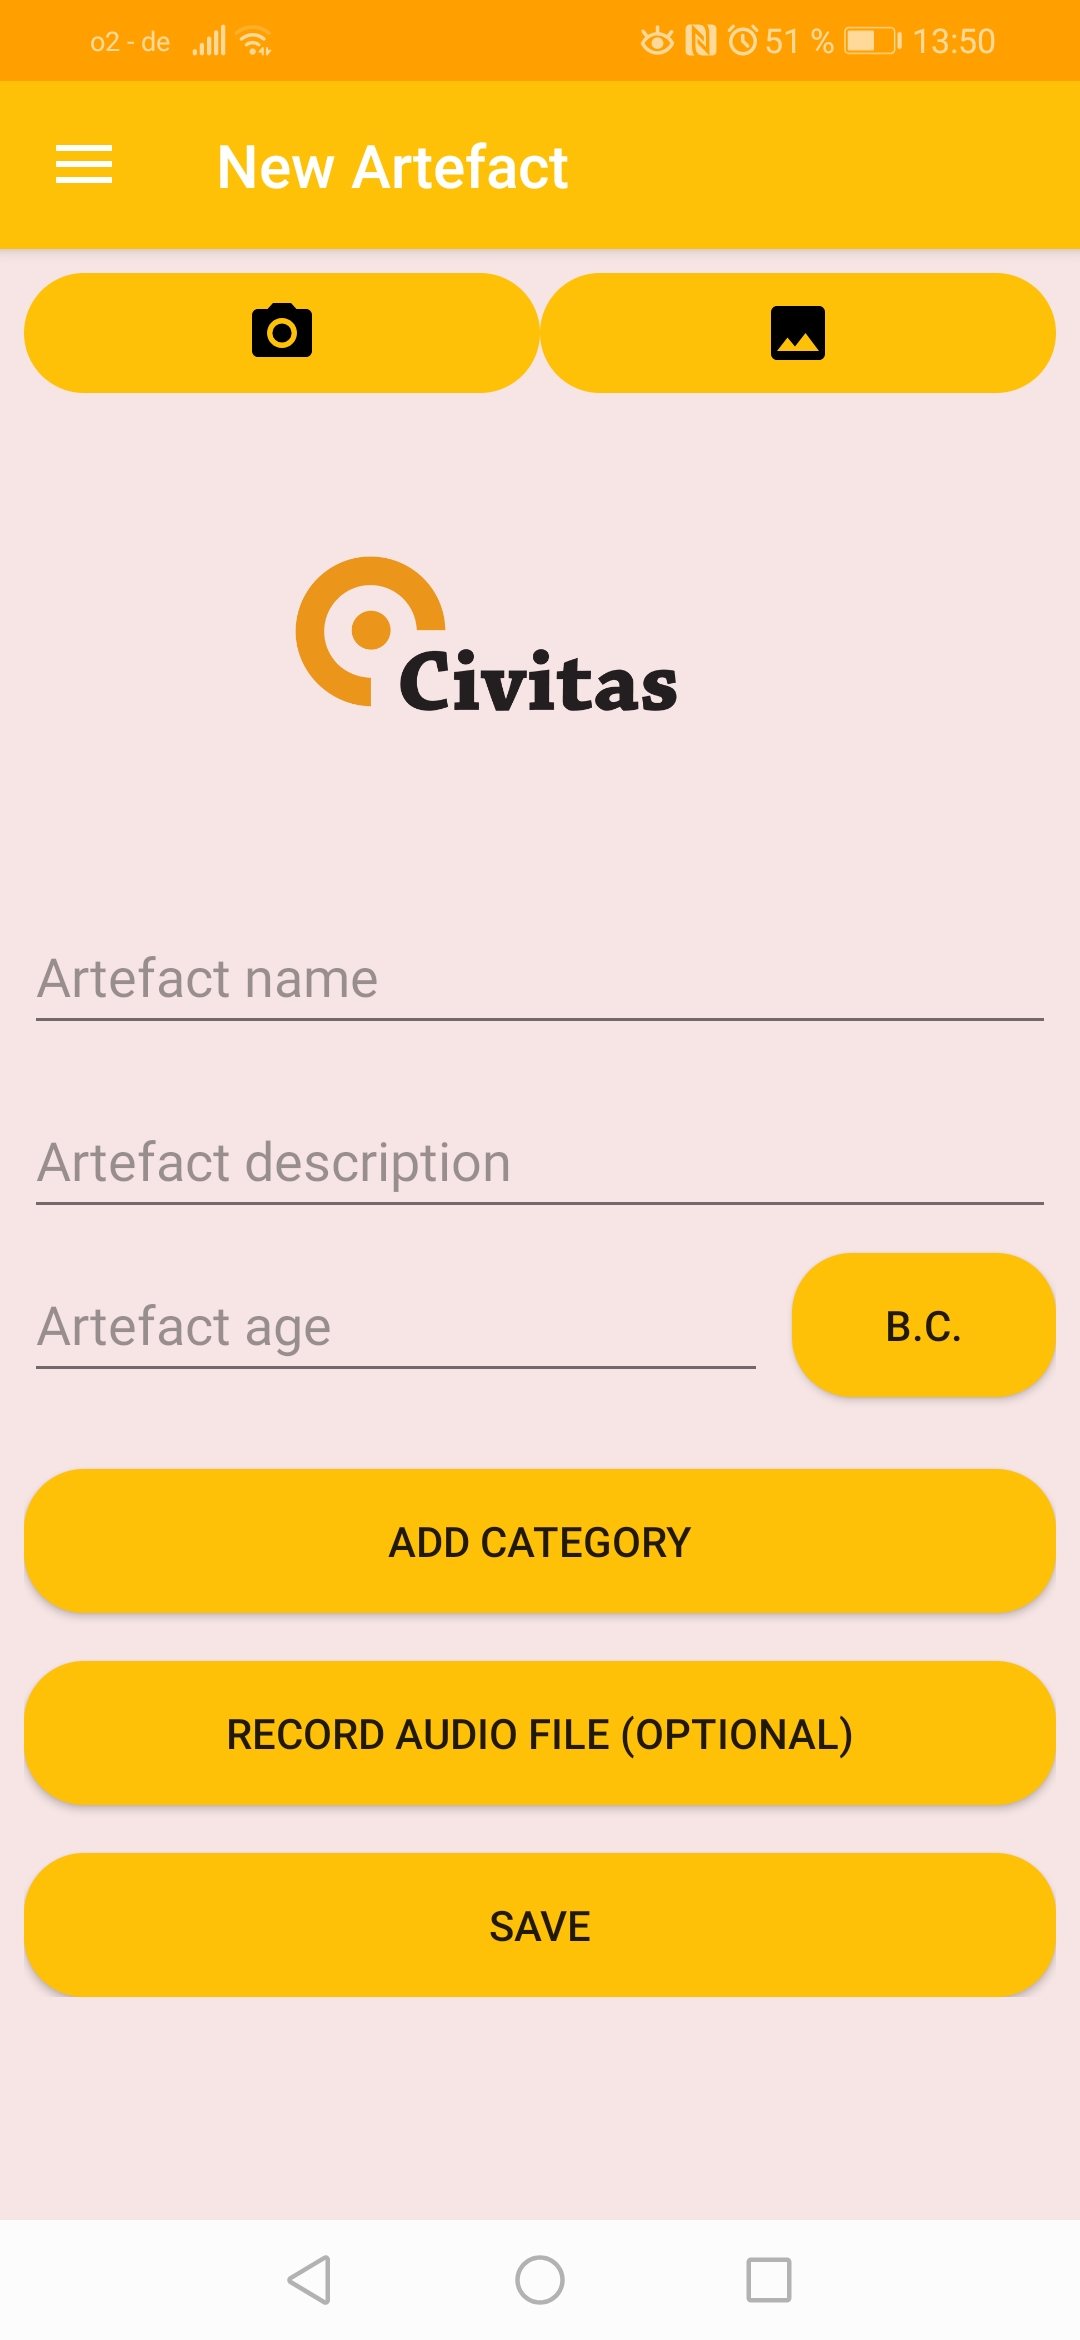 o2 - de 51 % 13:50
New Artefact
Civitas
Artefact name
Artefact description
Artefact age
B.C.
ADD CATEGORY
RECORD AUDIO FILE (OPTIONAL)
SAVE